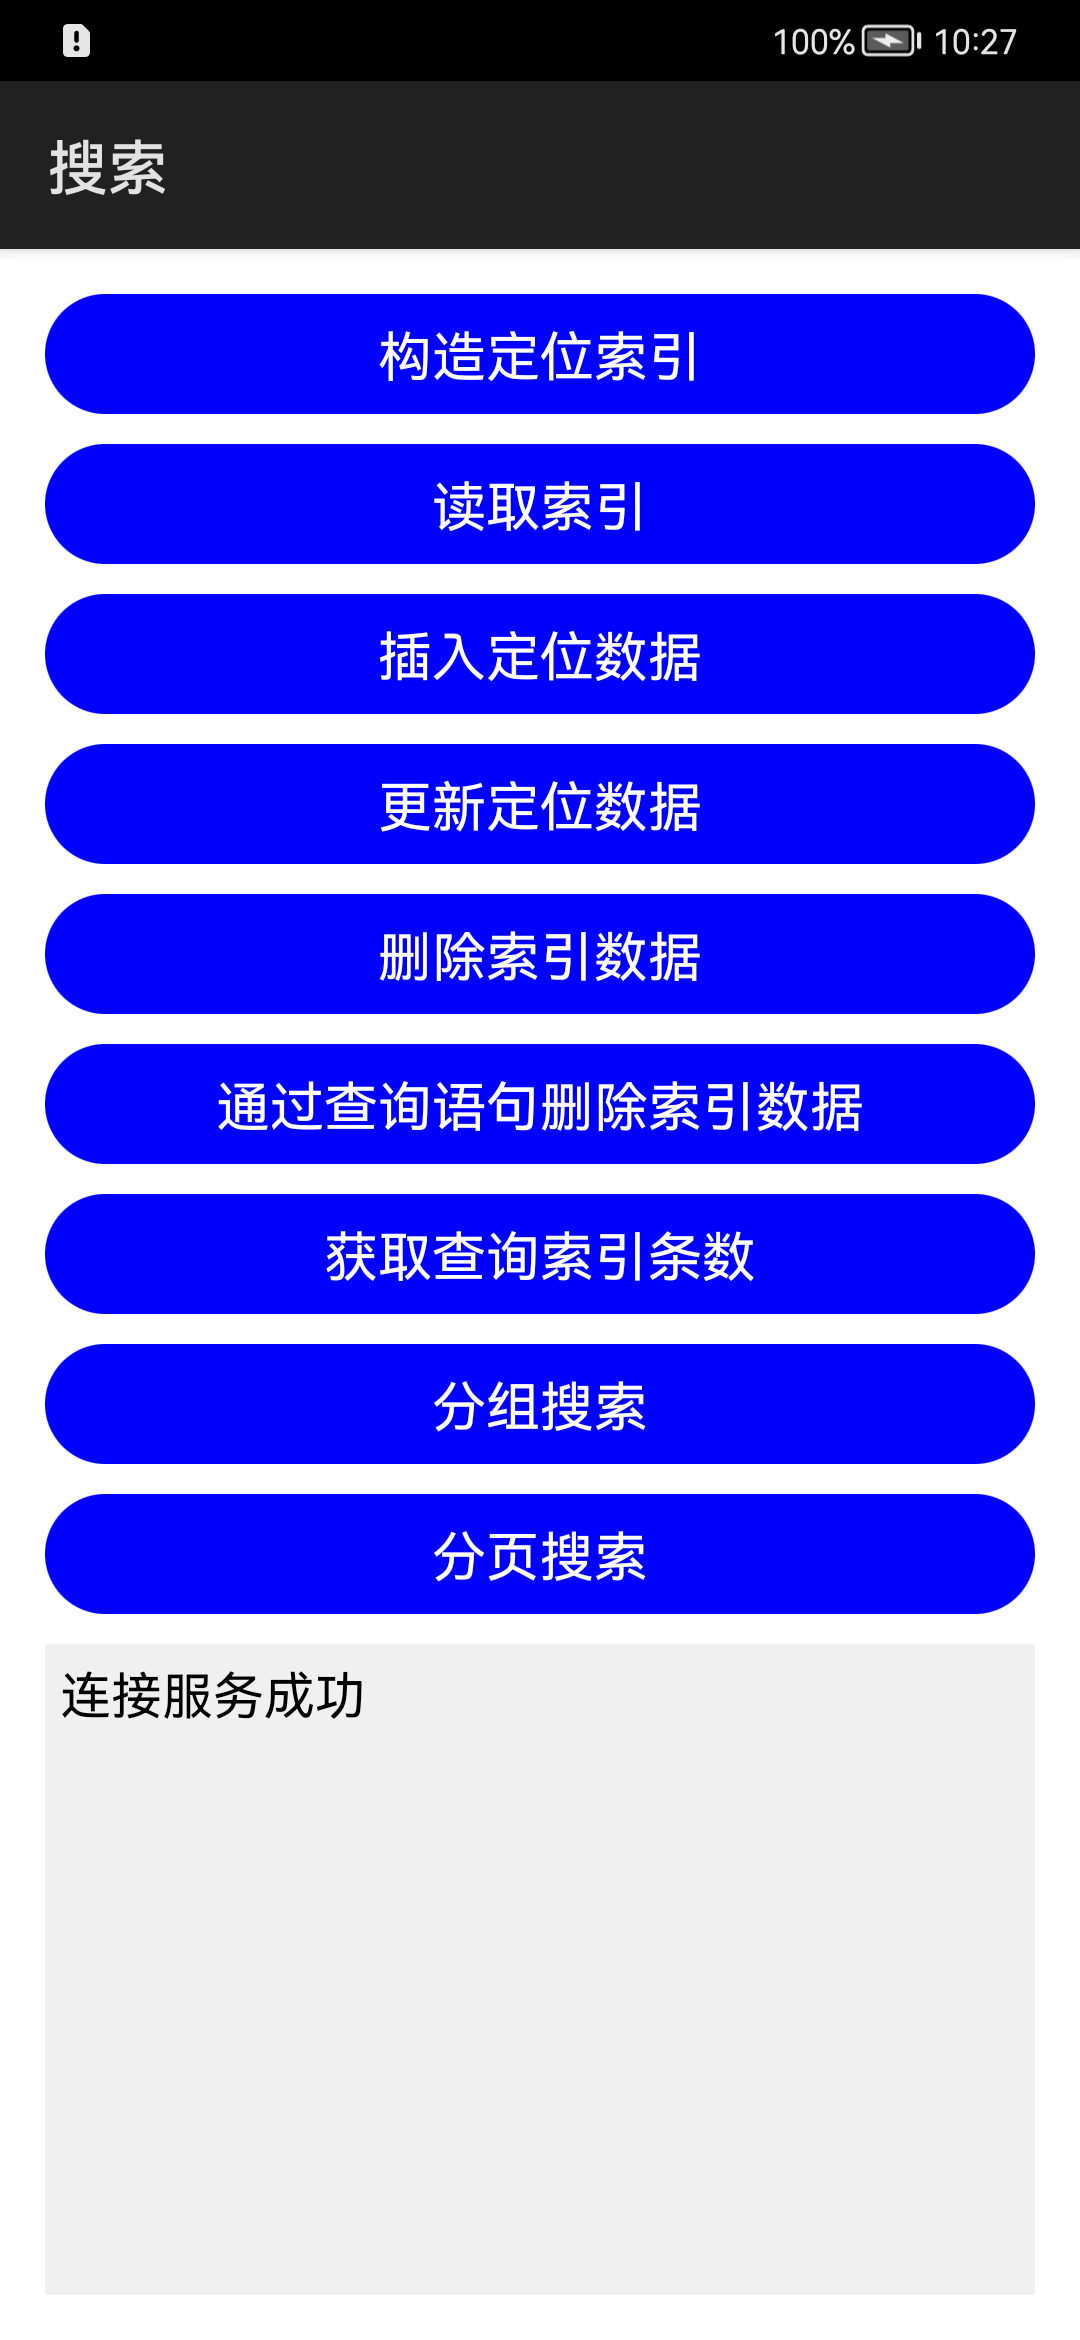 100% 10:27
搜索
构造定位索引
读取索引
插入定位数据
更新定位数据
删除索引数据
通过查询语句删除索引数据
获取查询索引条数
分组搜索
分页搜索
连接服务成功